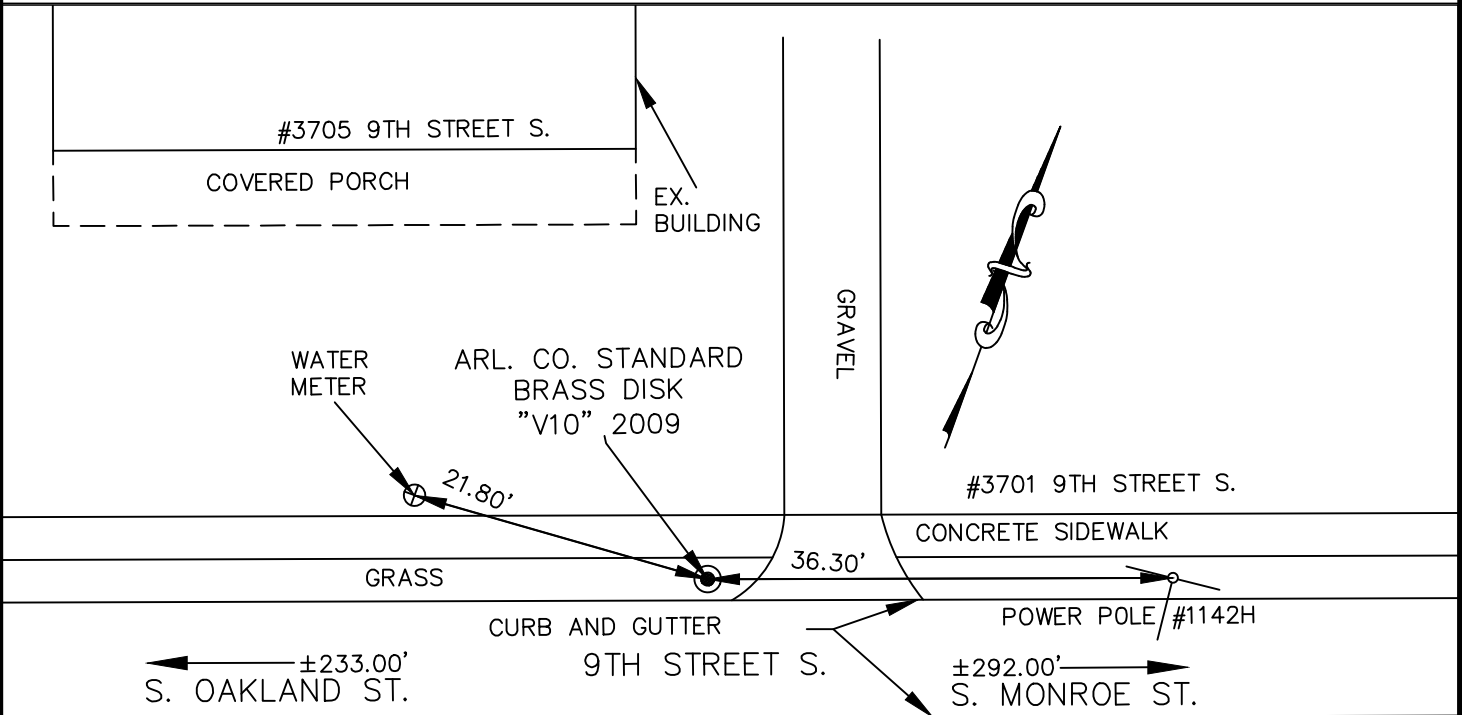 #3705 9TH STREET S.
COVERED PORCH
EX.
BUILDING
GRAVEL
WATER
METER
ARL. CO. STANDARD
BRASS DISK
"V10" 2009
21.80'
#3701 9TH STREET S.
CONCRETE SIDEWALK
36.30'
GRASS
POWER POLE #1142H
CURB AND GUTTER
±233.00'
9TH STREET S.
±292.00'
S. OAKLAND ST.
S. MONROE ST.